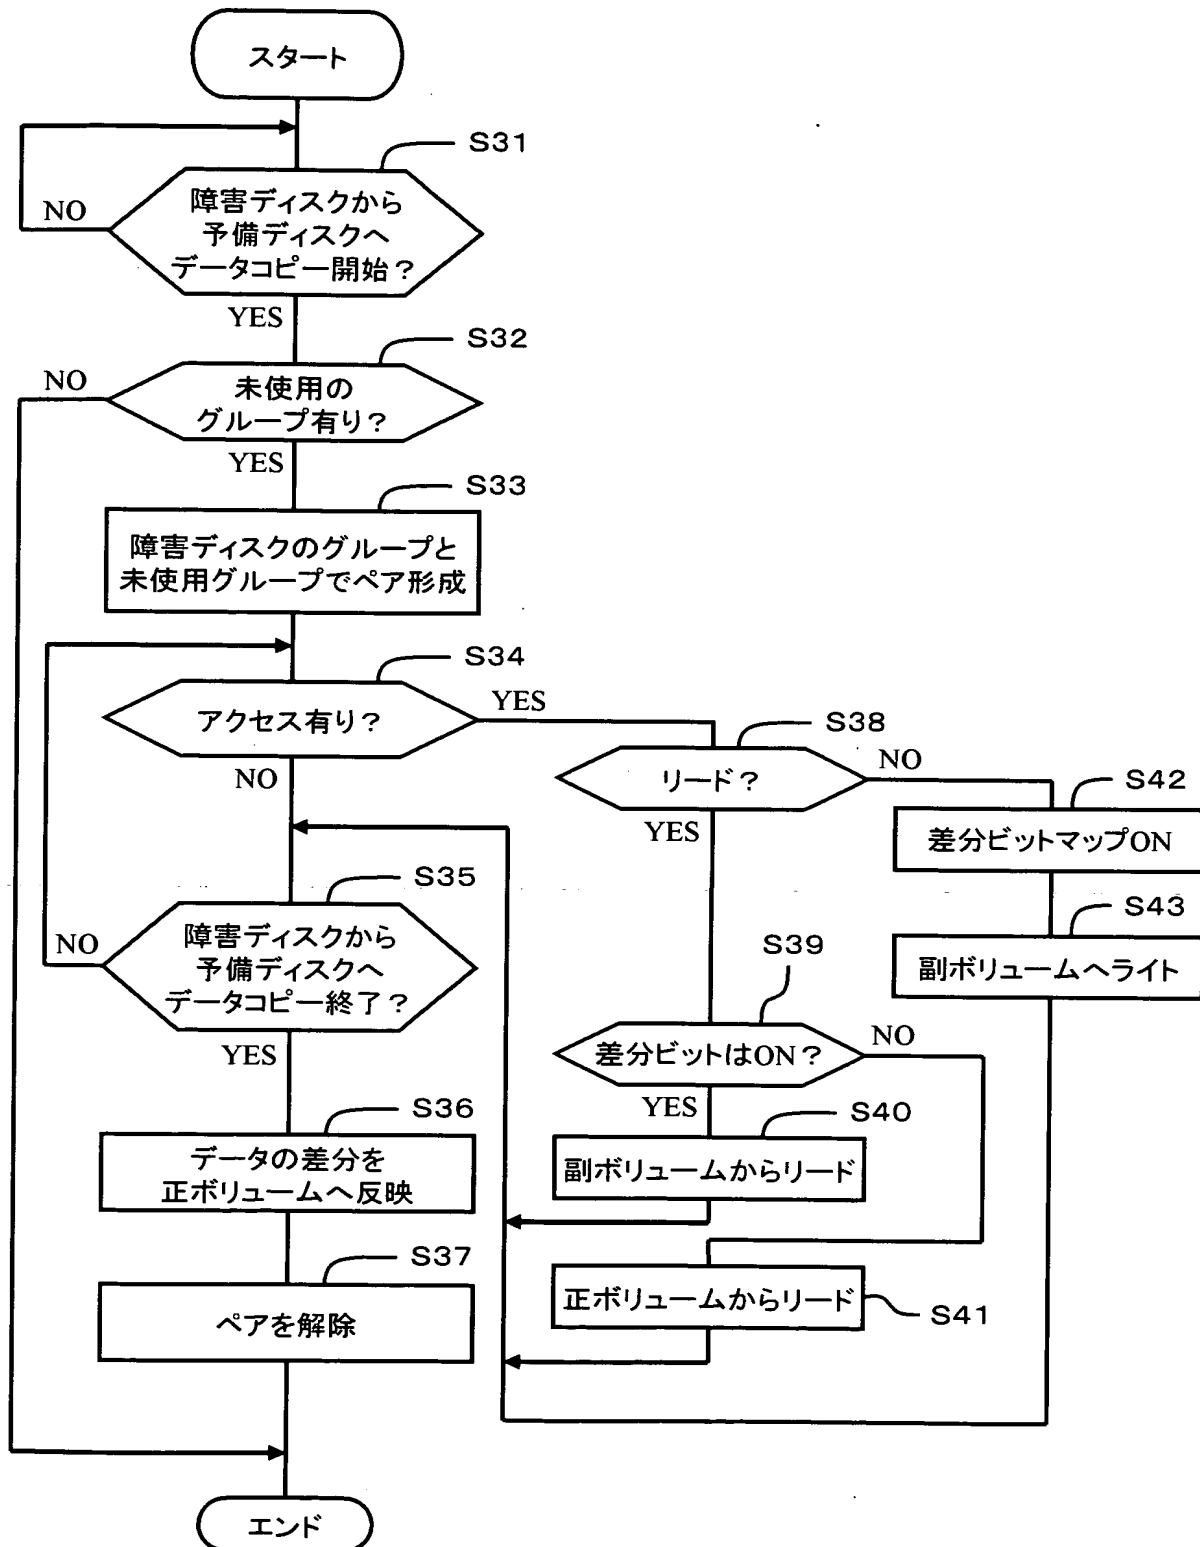 スタート
S31
障害ディスクから
予備ディスクへ
データコピー開始？
NO
YES
S32
NO
未使用の
グループ有り？
YES
S33
障害ディスクのグループと
未使用グループでペア形成
S34
アクセス有り？
YES
NO
S38
リード？
NO
YES
S42
差分ビットマップON
S43
副ボリュームへライト
S35
障害ディスクから
予備ディスクへ
データコピー終了？
NO
YES
S39
差分ビットはON？
NO
YES
S40
副ボリュームからリード
S36
データの差分を
正ボリュームへ反映
S41
正ボリュームからリード
S37
ペアを解除
エンド